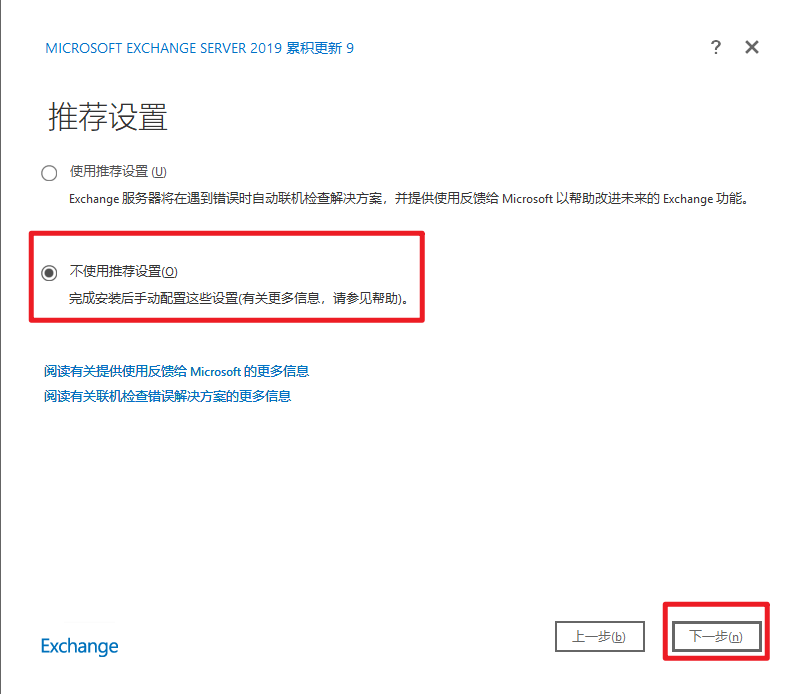 MICROSOFT EXCHANGE SERVER 2019 累积更新 9
?
推荐设置
使用推荐设置 (U)
Exchange 服务器将在遇到错误时自动联机检查解决方案，并提供使用反馈给 Microsoft 以帮助改进未来的 Exchange 功能。
不使用推荐设置(O)
完成安装后手动配置这些设置(有关更多信息，请参见帮助)。
阅读有关提供使用反馈给 Microsoft 的更多信息
阅读有关联机检查错误解决方案的更多信息
Exchange
上一步(b)
下一步(n)